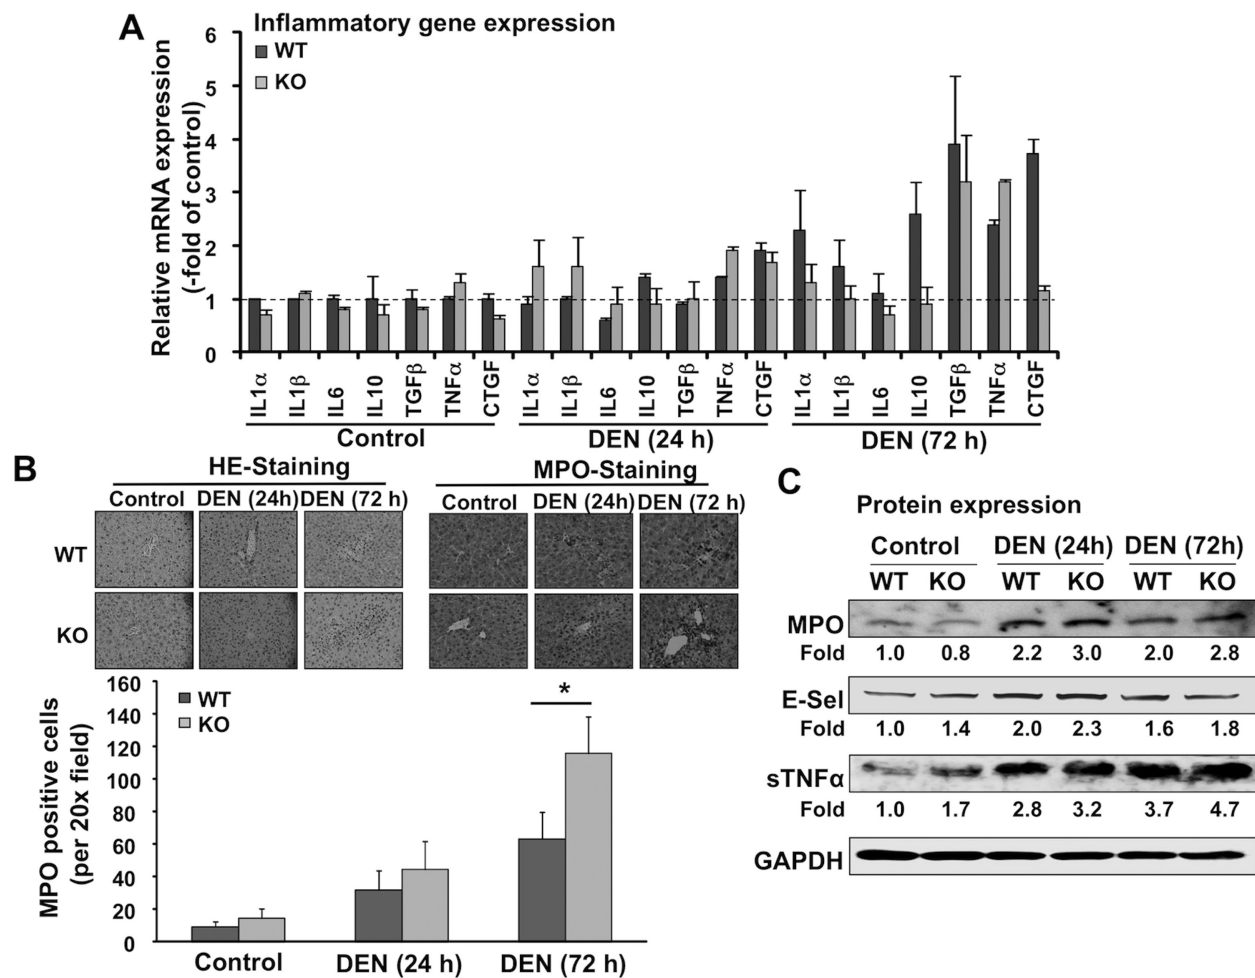 A
Inflammatory gene expression
WT
KO
Relative mRNA expression
(-fold of control)
6
5
4
3
2
1
0
IL1α IL1β IL6 IL10 TGFβ TNFα CTGF IL1α IL1β IL6 IL10 TGFβ TNFα CTGF IL1α IL1β IL6 IL10 TGFβ TNFα CTGF
Control DEN (24 h) DEN (72 h)
B
HE-Staining MPO-Staining
Control DEN (24h) DEN (72 h) Control DEN (24h) DEN (72 h)
WT
KO
MPO positive cells
(per 20x field)
160
140
120
100
80
60
40
20
0
WT
KO
*
Control DEN (24 h) DEN (72 h)
C
Protein expression
Control DEN (24h) DEN (72h)
WT KO WT KO WT KO
MPO
Fold 1.0 0.8 2.2 3.0 2.0 2.8
E-Sel
Fold 1.0 1.4 2.0 2.3 1.6 1.8
sTNFα
Fold 1.0 1.7 2.8 3.2 3.7 4.7
GAPDH